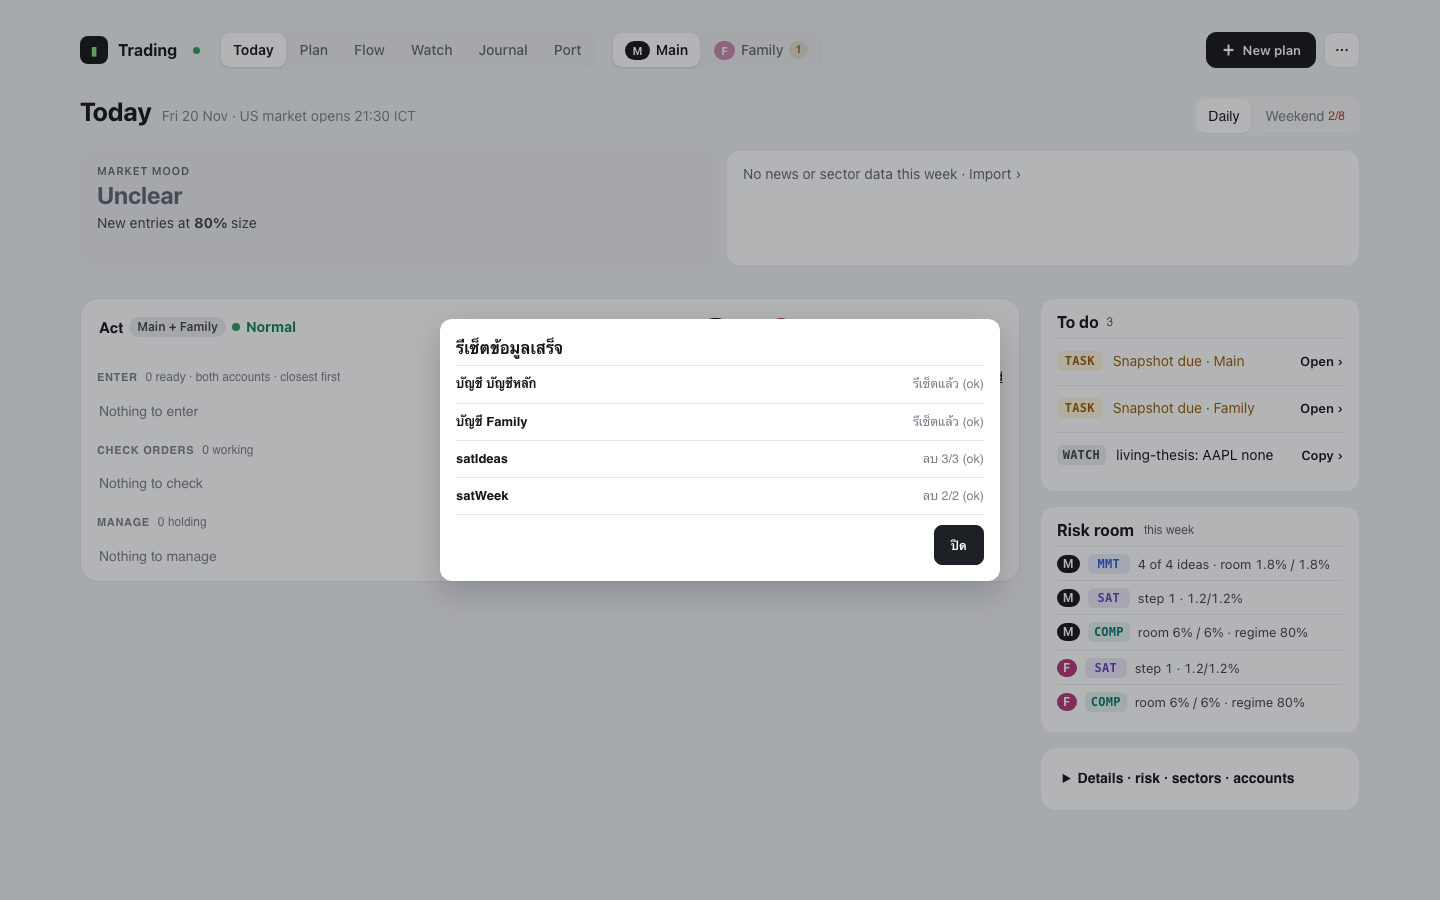 Trading
Today Plan Flow Watch Journal Port
M Main F Family 1
+ New plan
...
Today Fri 20 Nov · US market opens 21:30 ICT
Daily Weekend 2/8
MARKET MOOD
Unclear
New entries at 80% size
No news or sector data this week · Import ›
Act Main + Family Normal
ENTER 0 ready · both accounts · closest first
Nothing to enter
CHECK ORDERS 0 working
Nothing to check
MANAGE 0 holding
Nothing to manage
รีเซ็ตข้อมูลเสร็จ
บัญชี บัญชีหลัก รีเซ็ตแล้ว (ok)
บัญชี Family รีเซ็ตแล้ว (ok)
satIdeas ลบ 3/3 (ok)
satWeek ลบ 2/2 (ok)
ปิด
To do 3
TASK Snapshot due · Main Open ›
TASK Snapshot due · Family Open ›
WATCH living-thesis: AAPL none Copy ›
Risk room this week
M MMT 4 of 4 ideas · room 1.8% / 1.8%
M SAT step 1 · 1.2/1.2%
M COMP room 6% / 6% · regime 80%
F SAT step 1 · 1.2/1.2%
F COMP room 6% / 6% · regime 80%
▶ Details · risk · sectors · accounts